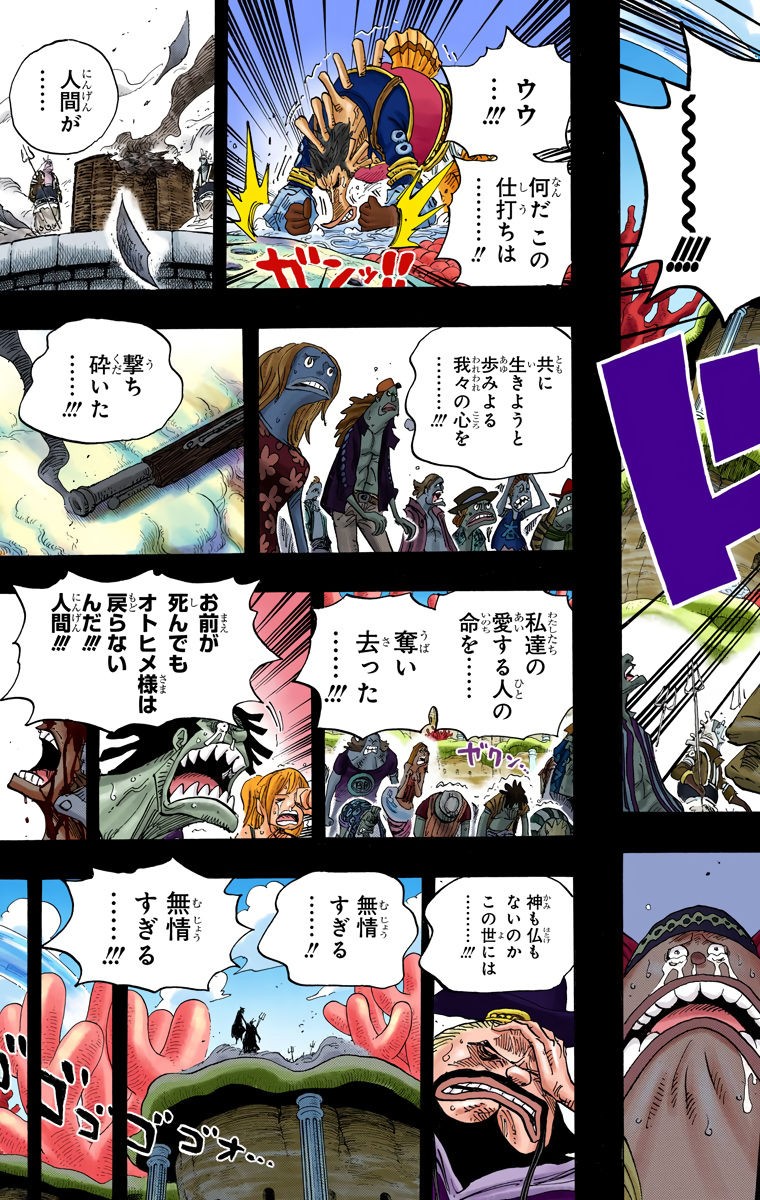 〜〜〜〜〜!!!!!
ド
ウウ
……!!!
何だ この
仕打ちは
………!!
ガンッ!!
人間が
……
共に
生きようと
歩みよる
我々の心を
……!!!
撃ち
砕いた
……!!!
私達の
愛する人の
命を……
奪い
去った
……!!!
ガクン…
お前が
死んでも
オトヒメ様は
戻らない
んだ!!!
人間!!!
神も仏も
ないのか
この世には
……!!!
無情
すぎる
……!!
無情
すぎる
……!!!
ゴゴゴゴゴオ…